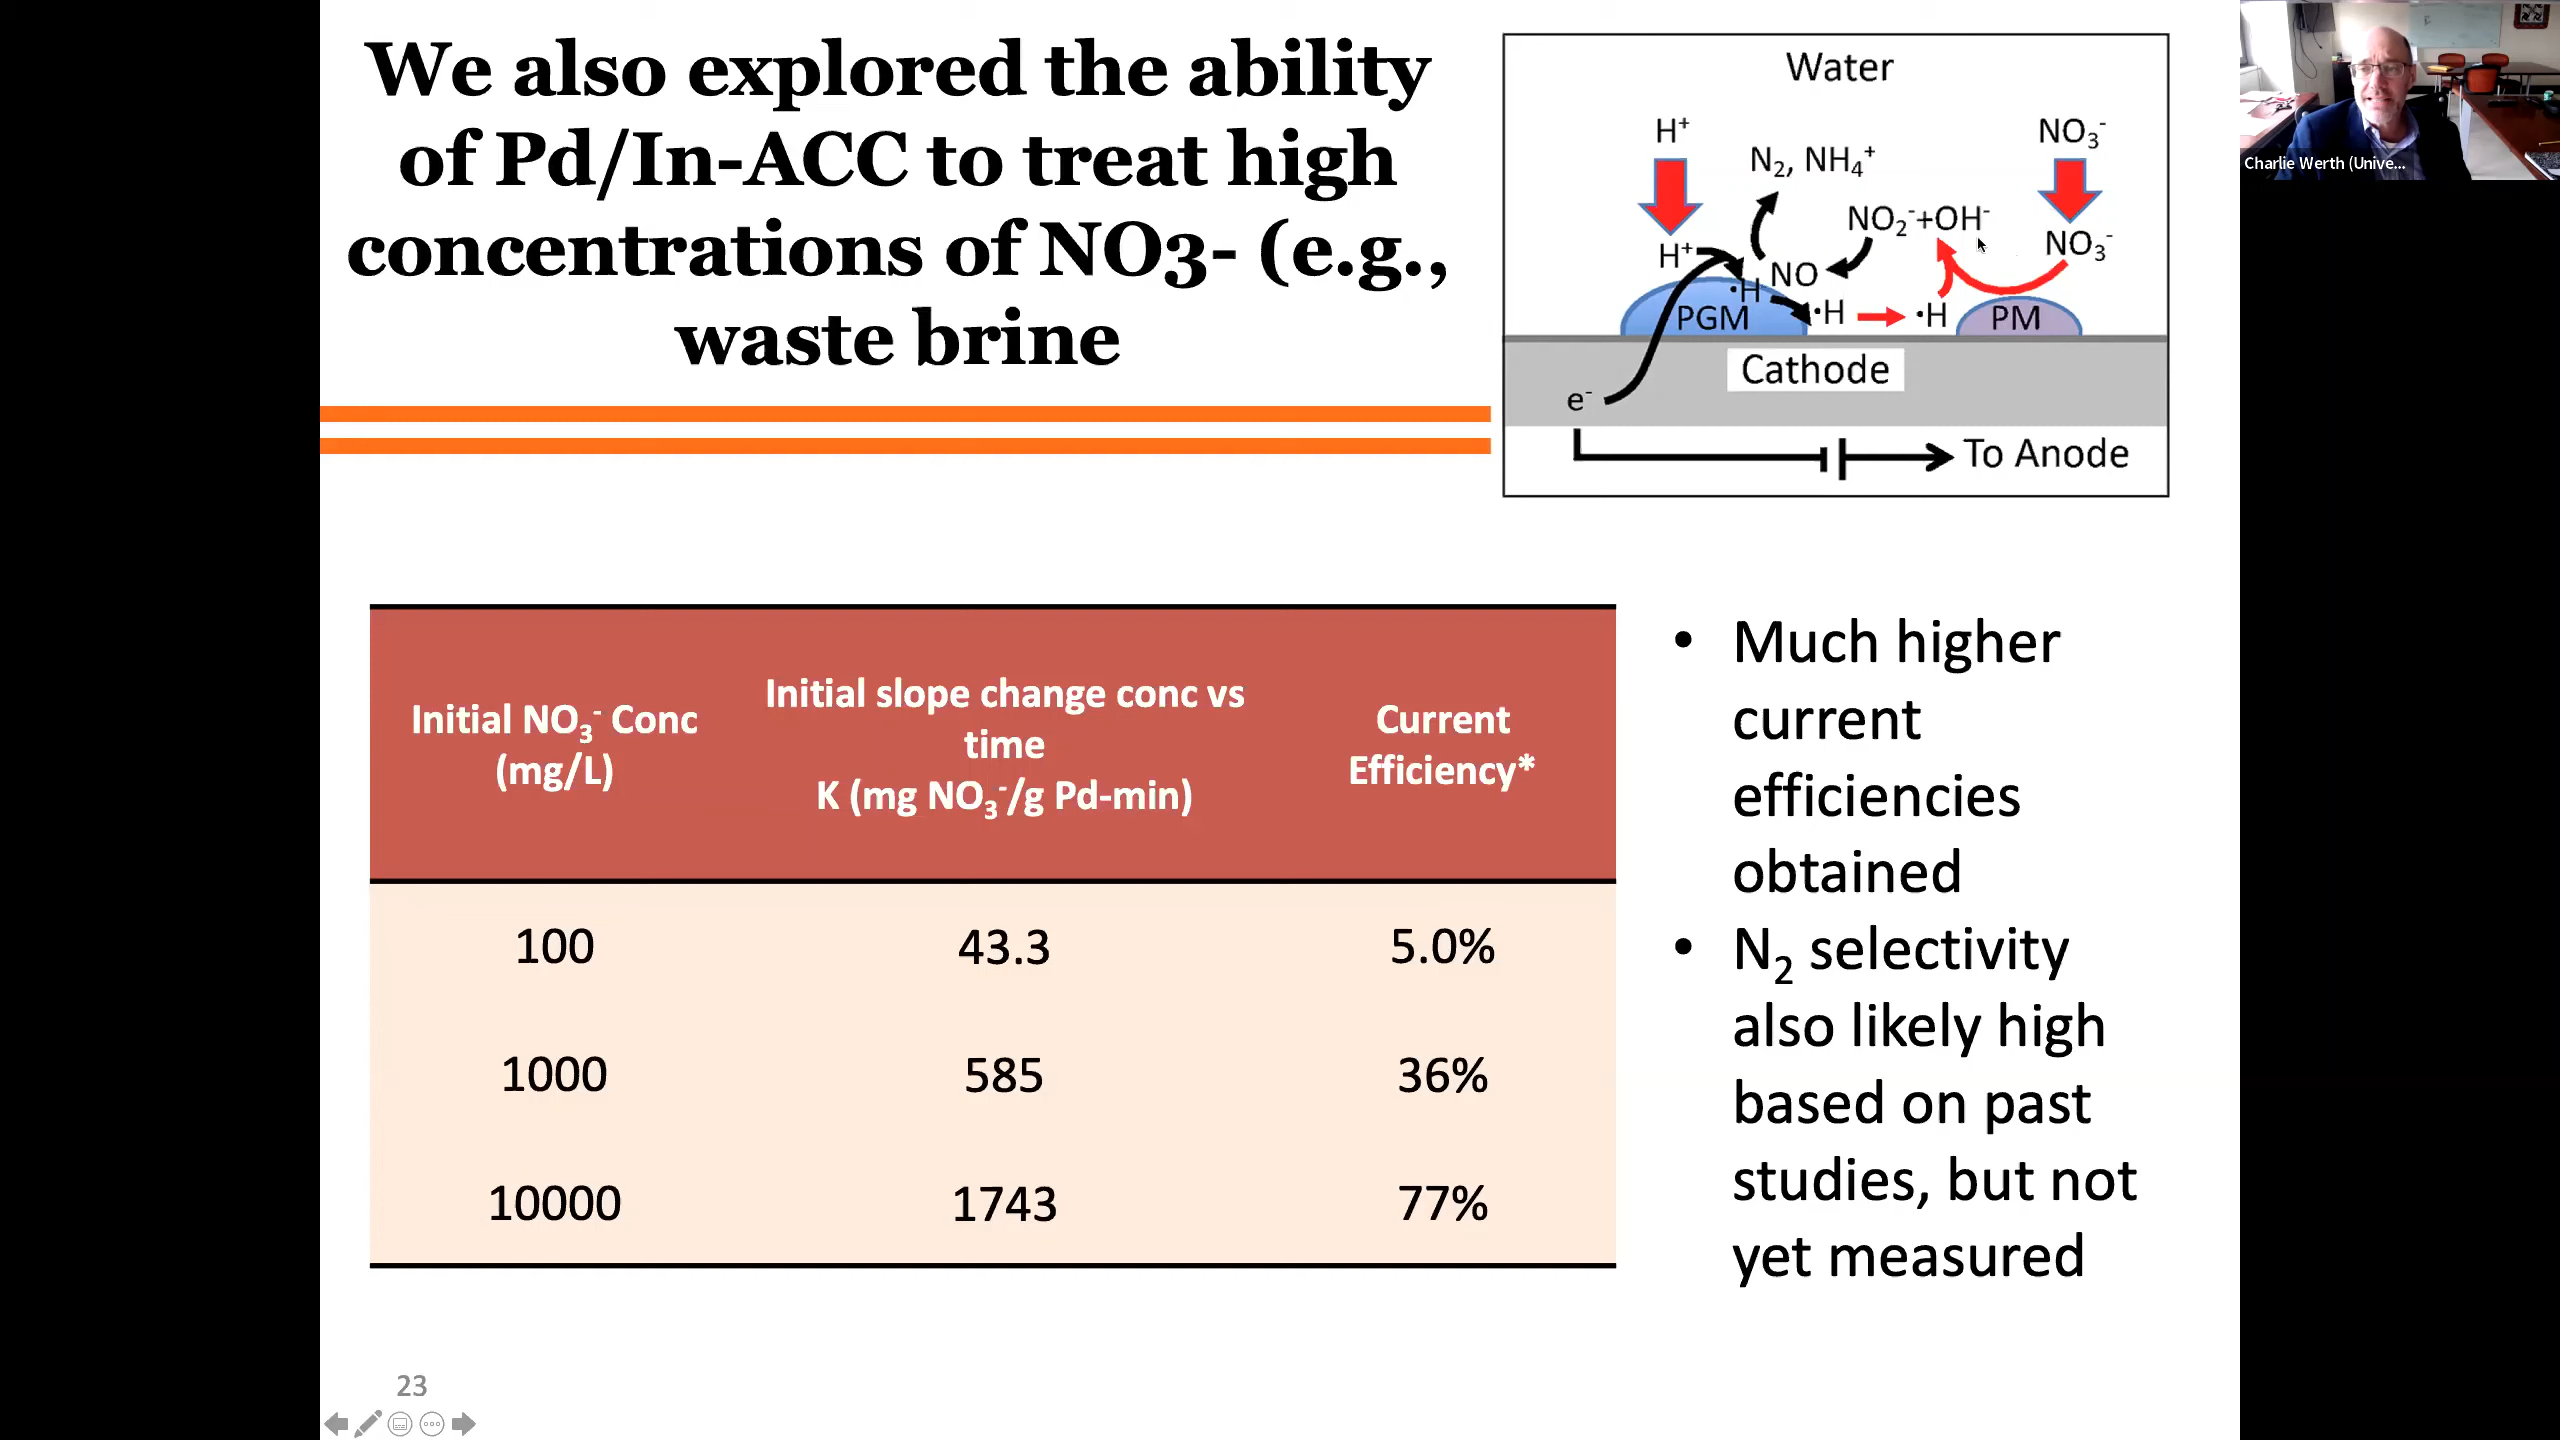 We also explored the ability
of Pd/In-ACC to treat high
concentrations of NO3- (e.g.,
waste brine
Water
H⁺
NO₃⁻
N₂, NH₄⁺
NO₂⁻+OH⁻
NO₃⁻
H⁺
NO
·H
PGM
·H
·H
PM
Cathode
e⁻
To Anode
Charlie Werth (Unive...
Initial NO₃⁻ Conc
(mg/L)
Initial slope change conc vs
time
K (mg NO₃⁻/g Pd-min)
Current
Efficiency*
100
43.3
5.0%
1000
585
36%
10000
1743
77%
• Much higher
current
efficiencies
obtained
• N₂ selectivity
also likely high
based on past
studies, but not
yet measured
23